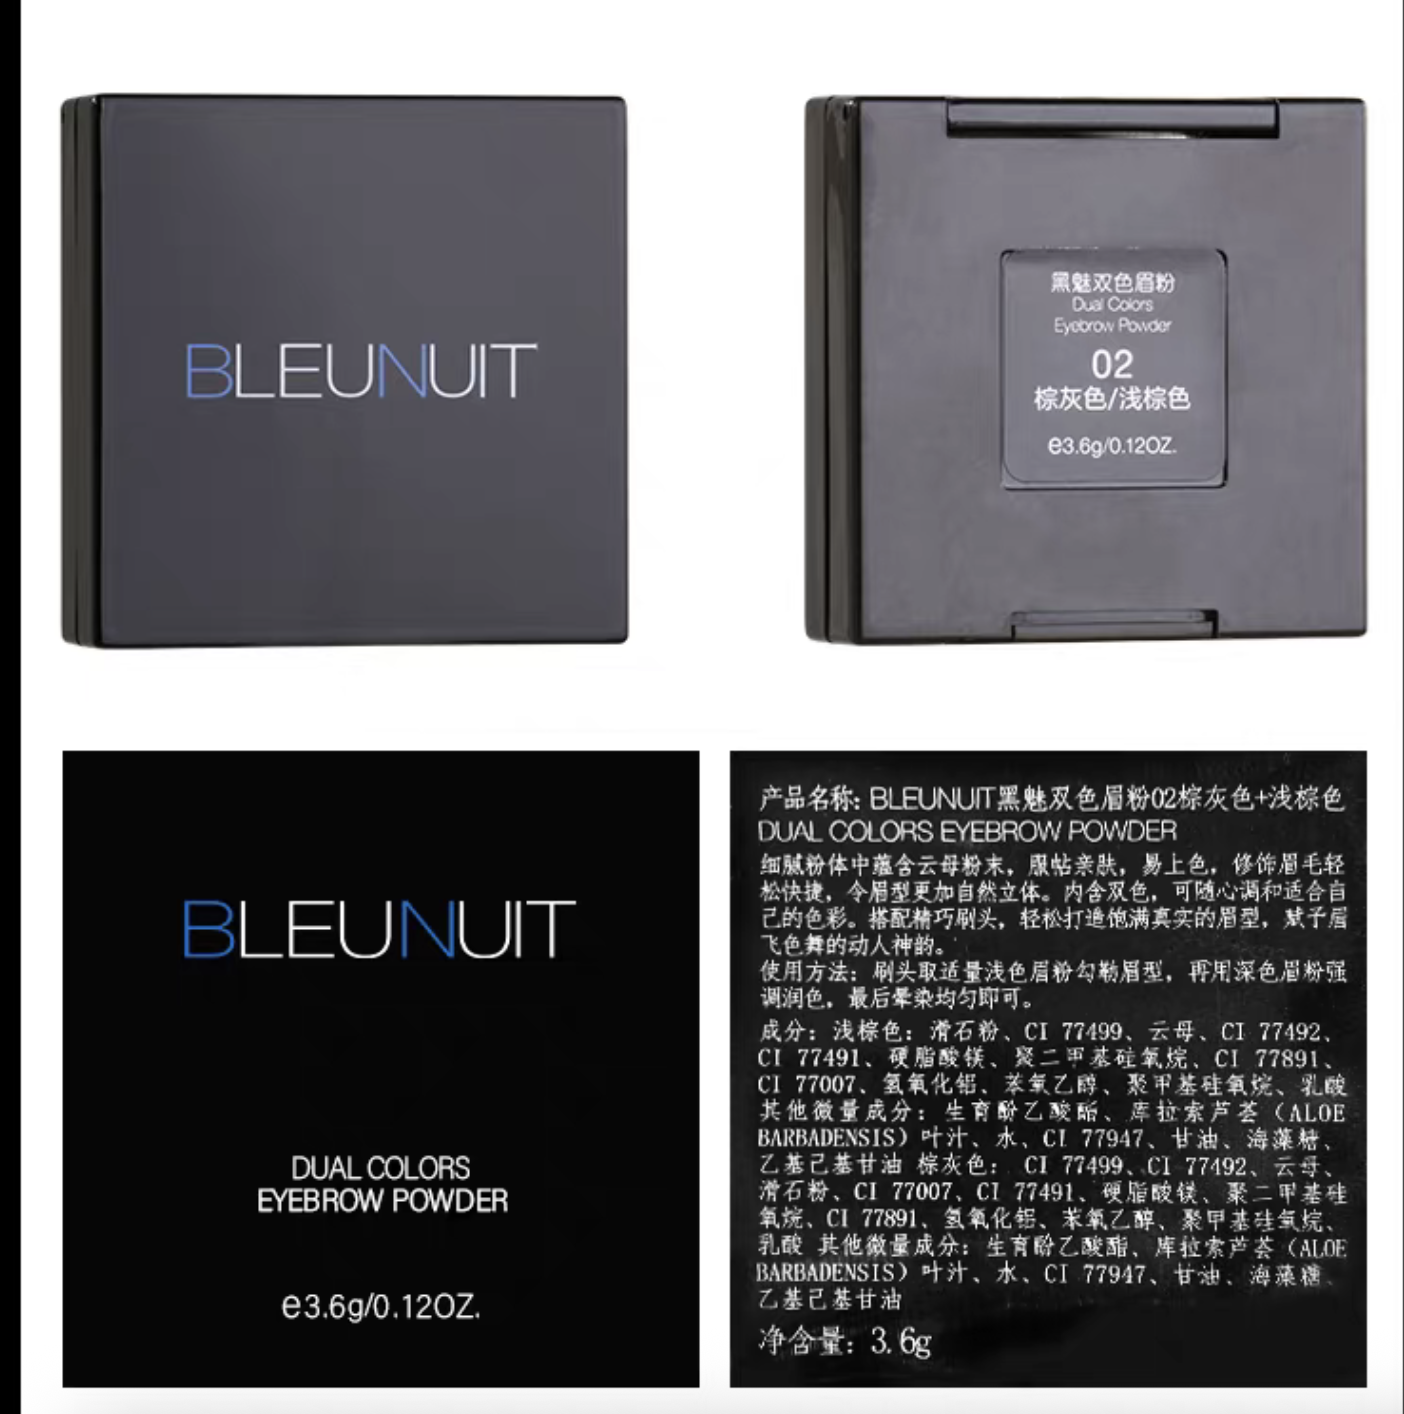 BLEUNUIT
黑魅双色眉粉
Dual Colors
Eyebrow Powder
02
棕灰色/浅棕色
e3.6g/0.12OZ.
BLEUNUIT
DUAL COLORS
EYEBROW POWDER
e3.6g/0.12OZ.
产品名称: BLEUNUIT黑魅双色眉粉02棕灰色+浅棕色
DUAL COLORS EYEBROW POWDER
细腻粉体中蕴含云母粉末，服帖亲肤，易上色，修饰眉毛轻
松快捷，令眉型更加自然立体。内含双色，可随心调和适合自
己的色彩。搭配精巧刷头，轻松打造饱满真实的眉型，赋予眉
飞色舞的动人神韵。
使用方法：刷头取适量浅色眉粉勾勒眉型，再用深色眉粉强
调润色，最后晕染均匀即可。
成分：浅棕色：滑石粉、CI 77499、云母、CI 77492、
CI 77491、硬脂酸镁、聚二甲基硅氧烷、CI 77891、
CI 77007、氢氧化铝、苯氧乙醇、聚甲基硅氧烷、乳酸
其他微量成分：生育酚乙酸酯、库拉索芦荟（ALOE
BARBADENSIS）叶汁、水、CI 77947、甘油、海藻糖、
乙基己基甘油 棕灰色： CI 77499、CI 77492、云母、
滑石粉、CI 77007、CI 77491、硬脂酸镁、聚二甲基硅
氧烷、CI 77891、氢氧化铝、苯氧乙醇、聚甲基硅氧烷、
乳酸 其他微量成分：生育酚乙酸酯、库拉索芦荟（ALOE
BARBADENSIS）叶汁、水、CI 77947、甘油、海藻糖、
乙基己基甘油
净含量：3.6g